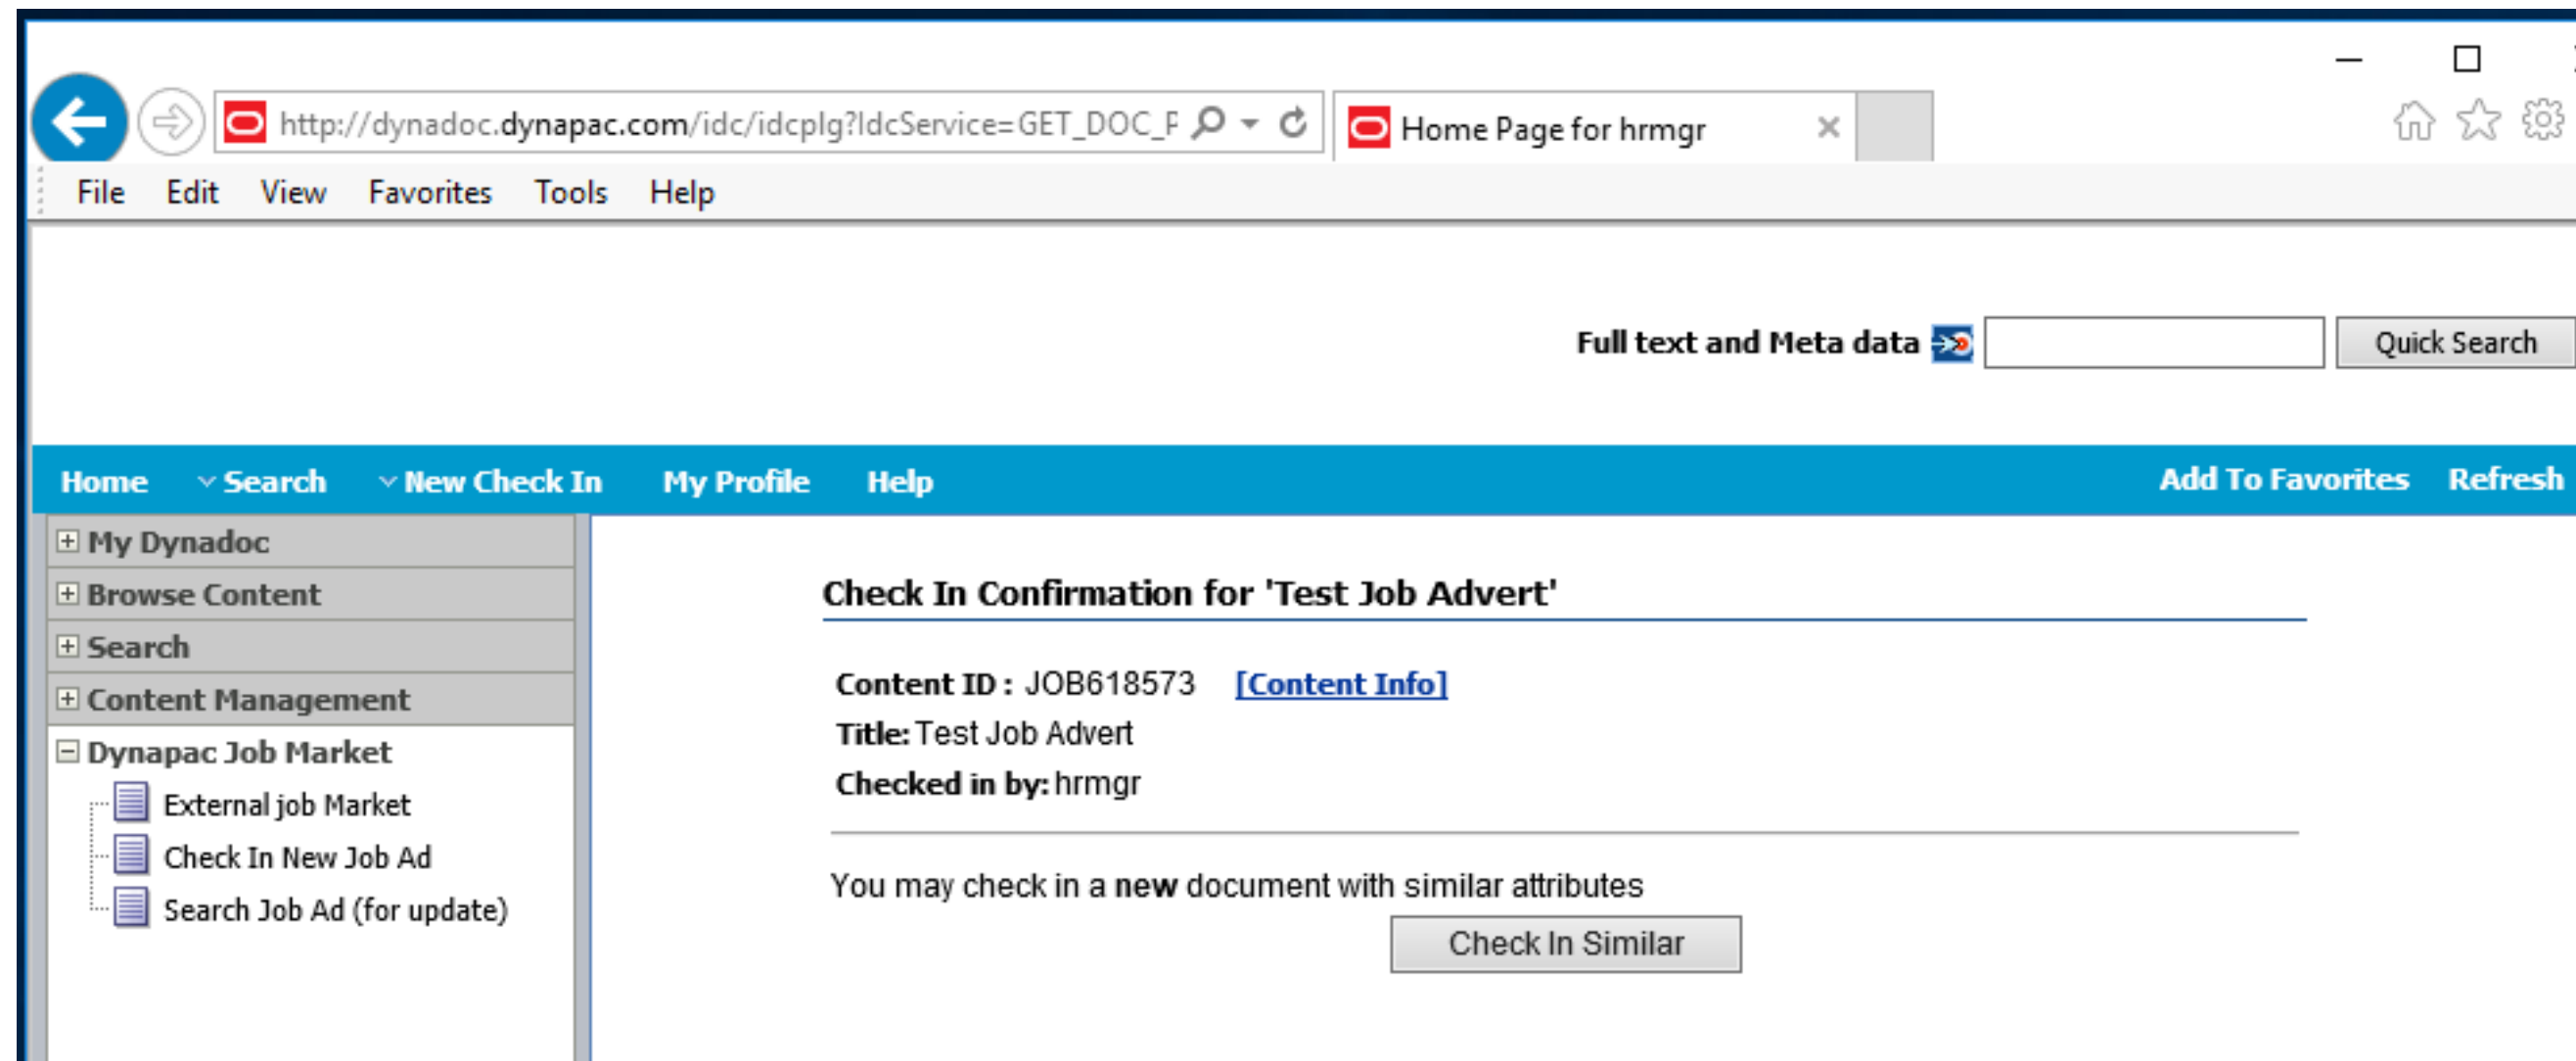 http://dynadoc.dynapac.com/idc/idcplg?IdcService=GET_DOC_P
Home Page for hrmgr
File Edit View Favorites Tools Help
Full text and Meta data
Quick Search
Home Search New Check In My Profile Help Add To Favorites Refresh
My Dynadoc
Browse Content
Search
Content Management
Dynapac Job Market
External job Market
Check In New Job Ad
Search Job Ad (for update)
Check In Confirmation for 'Test Job Advert'
Content ID : JOB618573 [Content Info]
Title: Test Job Advert
Checked in by: hrmgr
You may check in a new document with similar attributes
Check In Similar